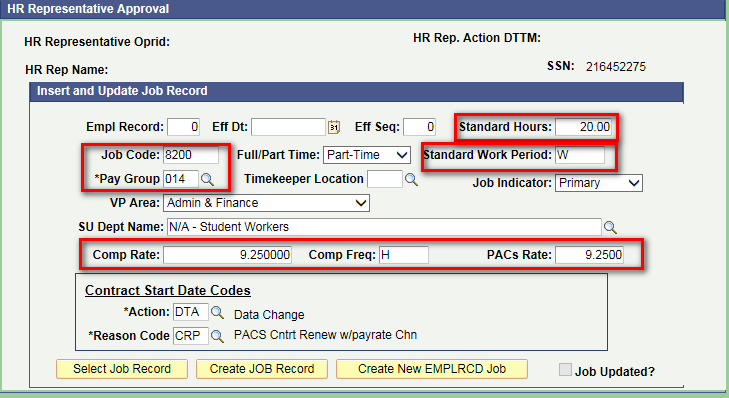 HR Representative Approval
HR Representative Oprid: HR Rep. Action DTTM:
HR Rep Name: SSN: 216452275
Insert and Update Job Record
Empl Record: 0 Eff Dt: 31 Eff Seq: 0 Standard Hours: 20.00
Job Code: 8200 Full/Part Time: Part-Time Standard Work Period: W
*Pay Group 014 Timekeeper Location Job Indicator: Primary
VP Area: Admin & Finance
SU Dept Name: N/A - Student Workers
Comp Rate: 9.250000 Comp Freq: H PACs Rate: 9.2500
Contract Start Date Codes
*Action: DTA Data Change
*Reason Code CRP PACS Cntrt Renew w/payrate Chn
Select Job Record Create JOB Record Create New EMPLRCD Job Job Updated?